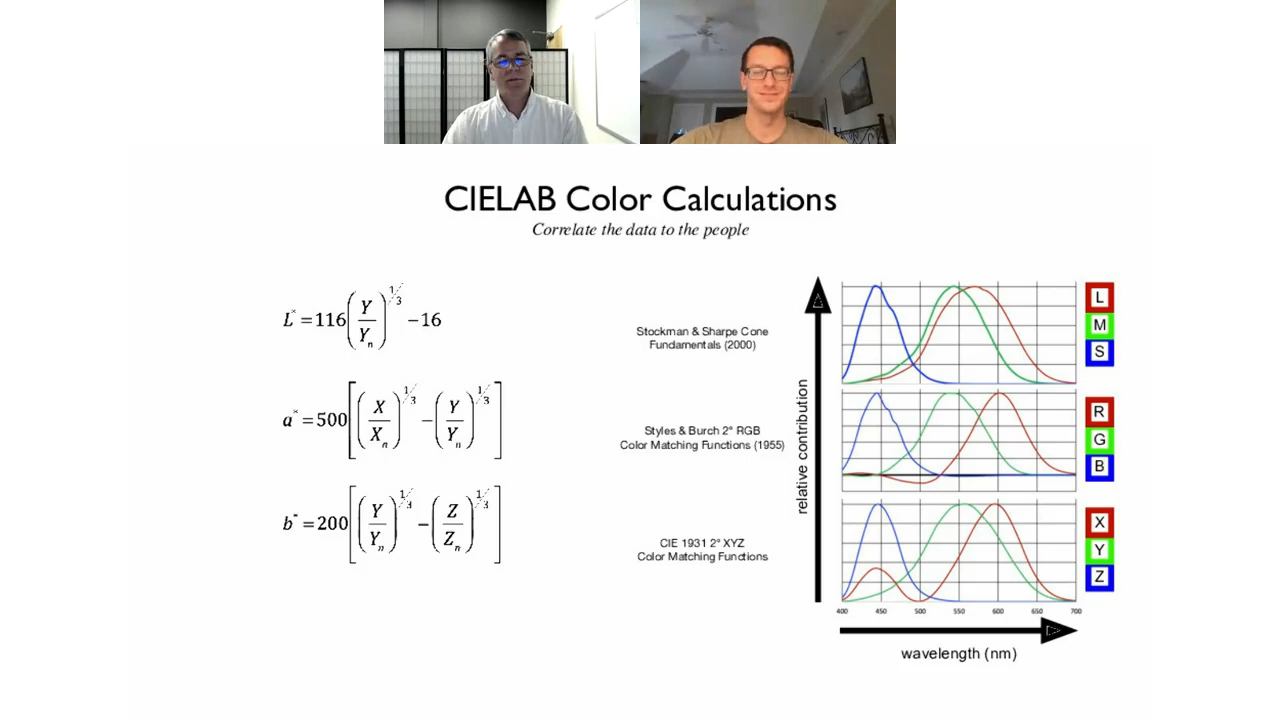 CIELAB Color Calculations
Correlate the data to the people
L* = 116(Y/Yn)^1/3 − 16
a* = 500[(X/Xn)^1/3 − (Y/Yn)^1/3]
b* = 200[(Y/Yn)^1/3 − (Z/Zn)^1/3]
Stockman & Sharpe Cone
Fundamentals (2000)
L
M
S
Styles & Burch 2° RGB
Color Matching Functions (1955)
R
G
B
CIE 1931 2° XYZ
Color Matching Functions
X
Y
Z
relative contribution
400 450 500 550 600 650 700
wavelength (nm)